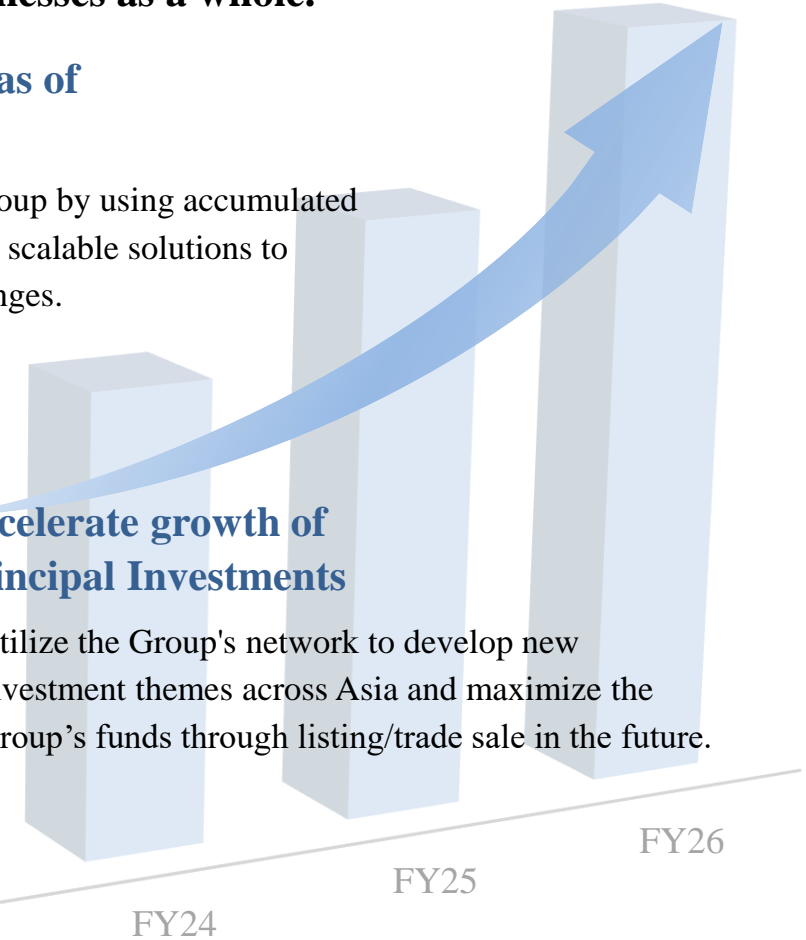 nesses as a whole.
as of
oup by using accumulated
scalable solutions to
nges.
celerate growth of
incipal Investments
tilize the Group's network to develop new
nvestment themes across Asia and maximize the
roup’s funds through listing/trade sale in the future.
FY26
FY25
FY24